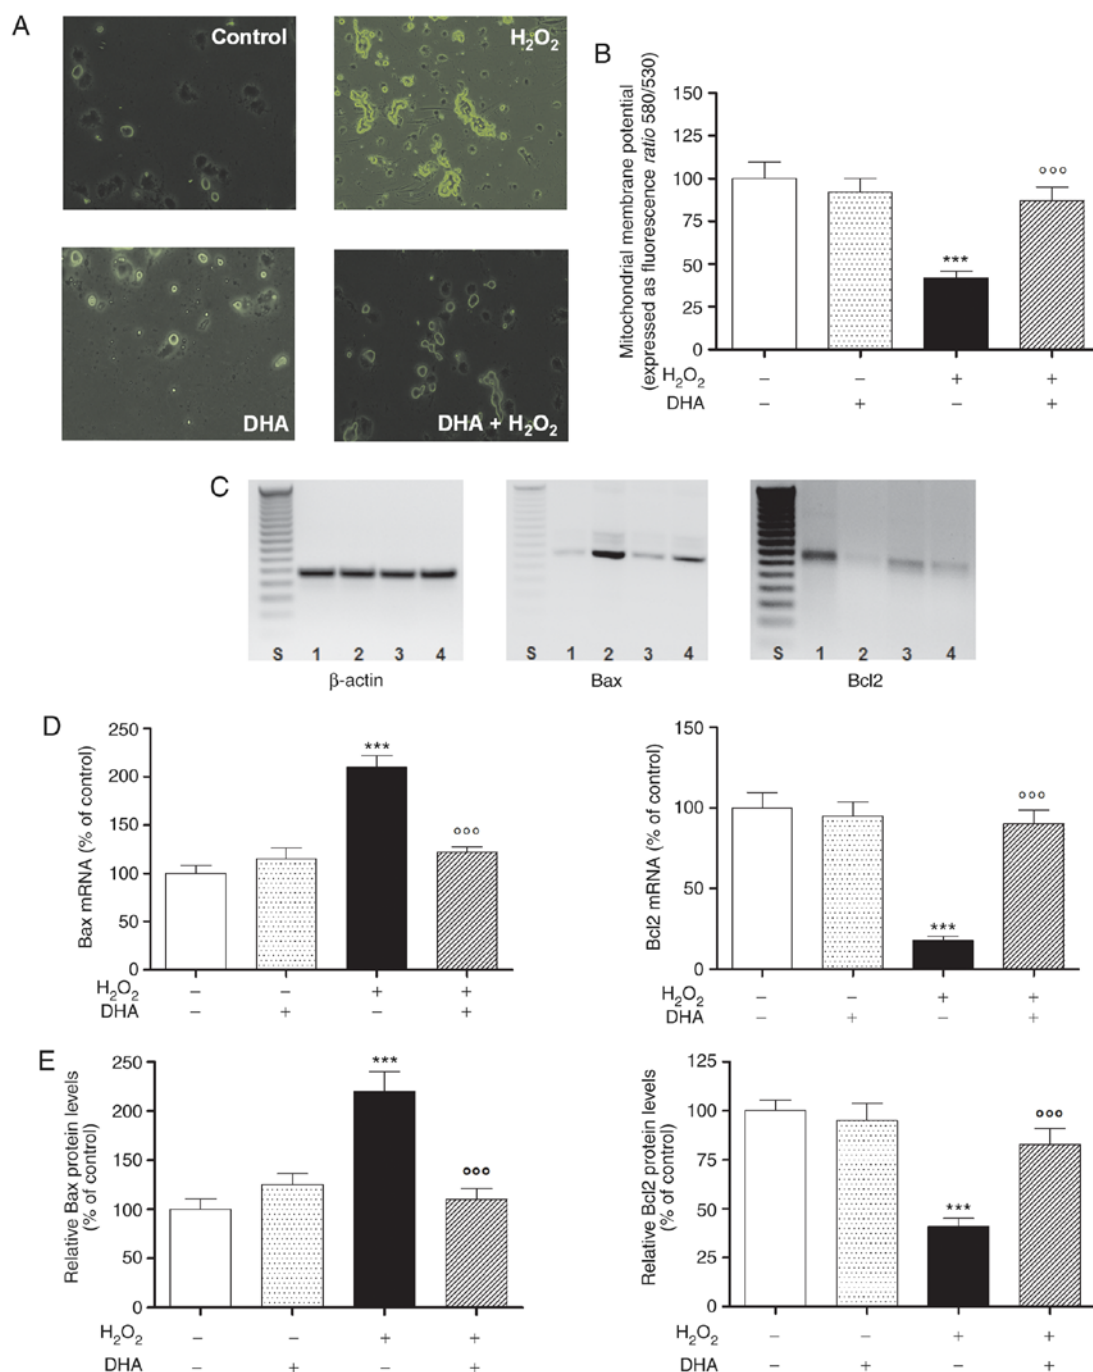 A
Control
H₂O₂
DHA
DHA + H₂O₂
B
Mitochondrial membrane potential
(expressed as fluorescence ratio 580/530)
150
125
100
75
50
25
0
***
°°°
H₂O₂ – – + +
DHA – + – +
C
S 1 2 3 4
β-actin
S 1 2 3 4
Bax
S 1 2 3 4
Bcl2
D
Bax mRNA (% of control)
250
200
150
100
50
0
***
°°°
H₂O₂ – – + +
DHA – + – +
Bcl2 mRNA (% of control)
150
100
50
0
***
°°°
H₂O₂ – – + +
DHA – + – +
E
Relative Bax protein levels
(% of control)
250
200
150
100
50
0
***
°°°
H₂O₂ – – + +
DHA – + – +
Relative Bcl2 protein levels
(% of control)
125
100
75
50
25
0
***
°°°
H₂O₂ – – + +
DHA – + – +